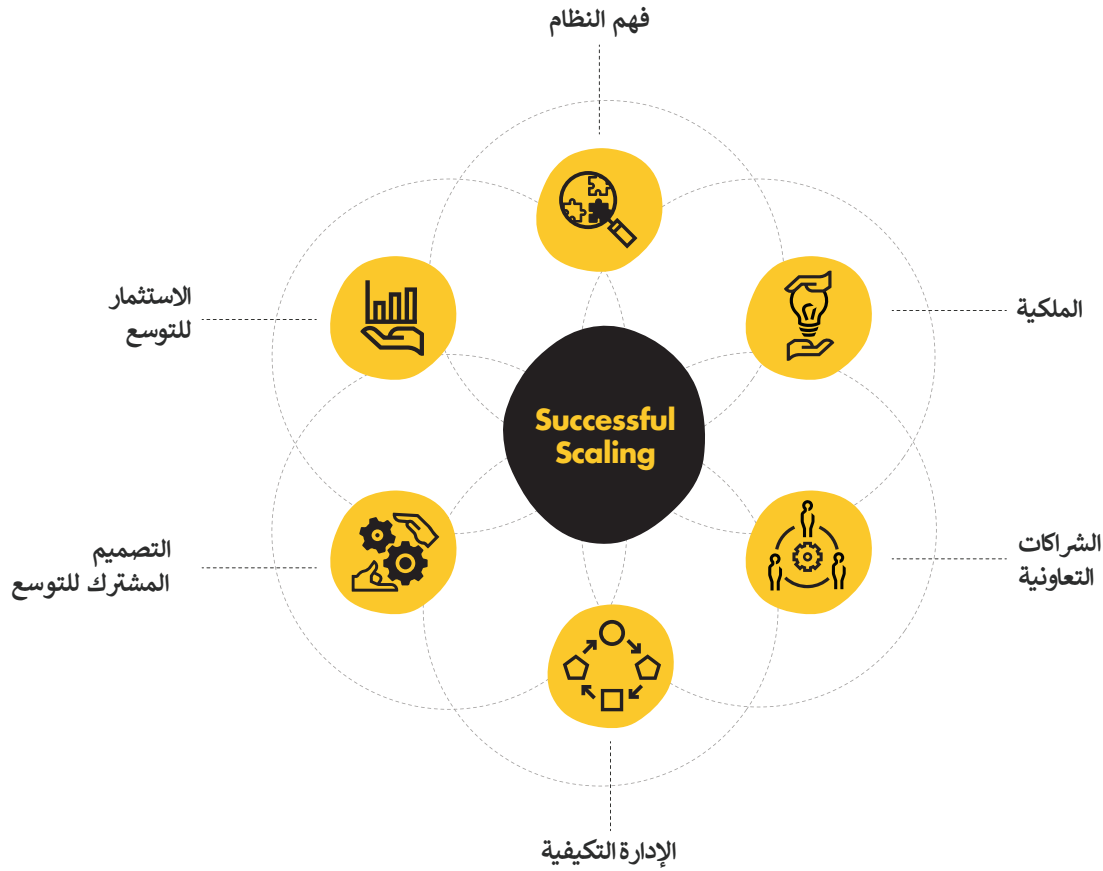 فهم النظام
الملكية
الاستثمار
للتوسع
Successful
Scaling
الشراكات
التعاونية
التصميم
المشترك للتوسع
الإدارة التكيفية